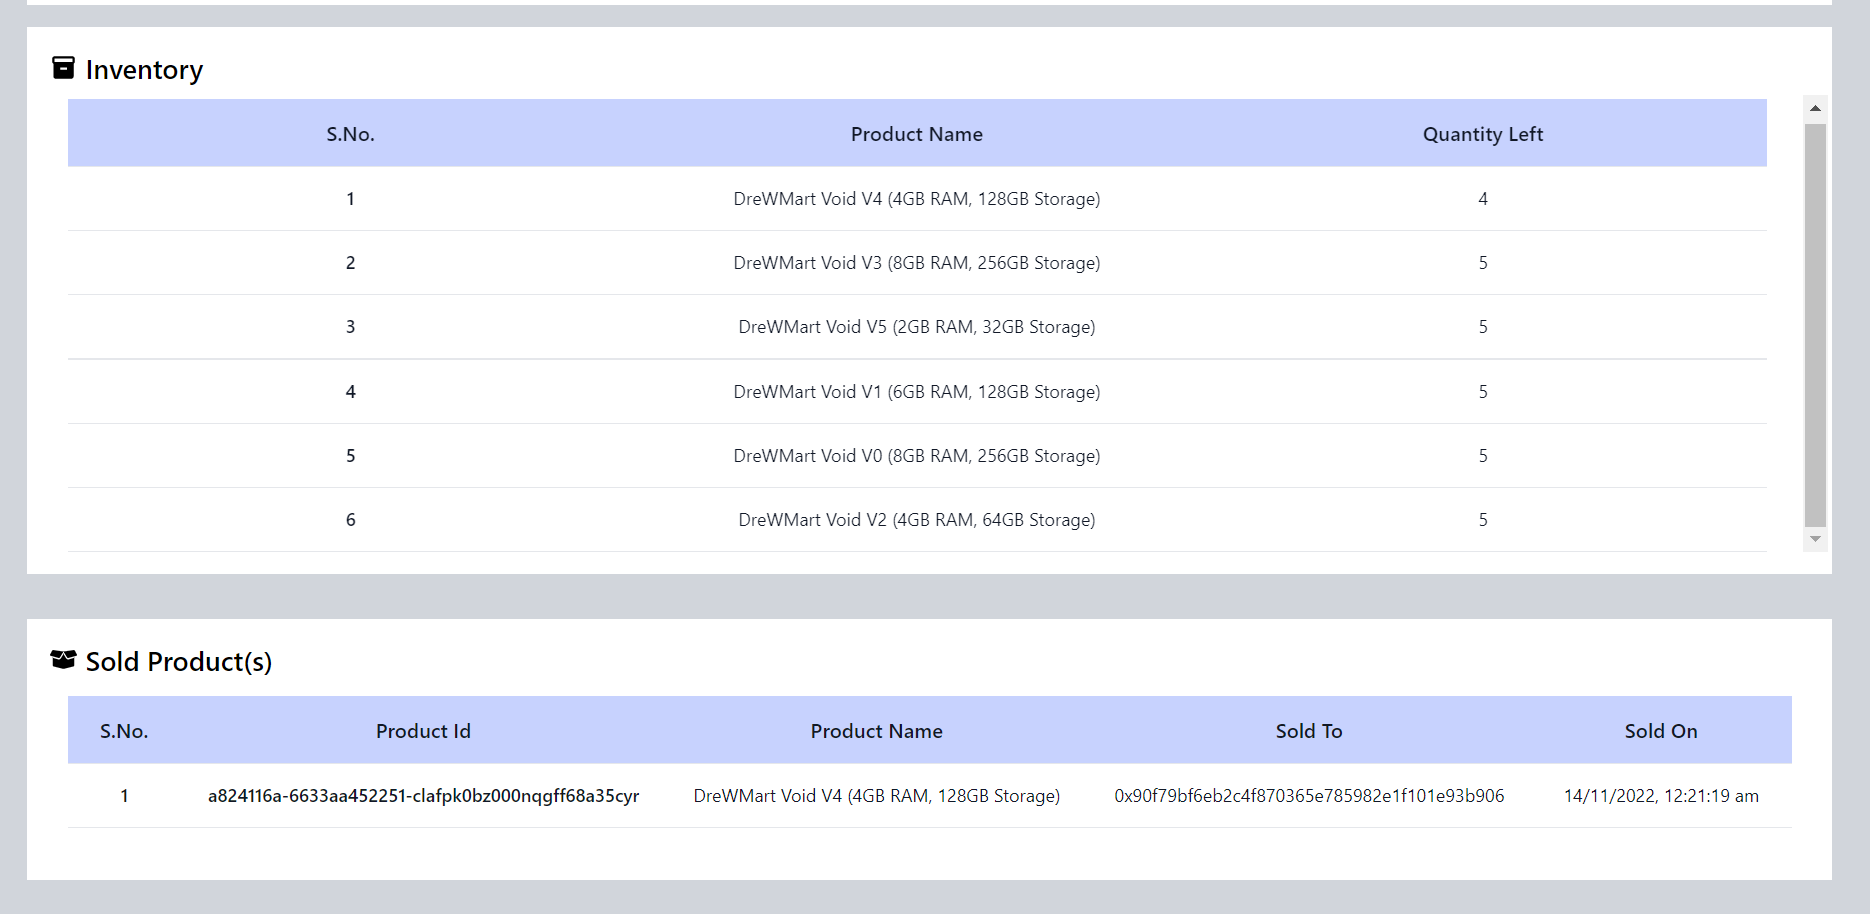 Inventory
S.No. Product Name Quantity Left
1 DreWMart Void V4 (4GB RAM, 128GB Storage) 4
2 DreWMart Void V3 (8GB RAM, 256GB Storage) 5
3 DreWMart Void V5 (2GB RAM, 32GB Storage) 5
4 DreWMart Void V1 (6GB RAM, 128GB Storage) 5
5 DreWMart Void V0 (8GB RAM, 256GB Storage) 5
6 DreWMart Void V2 (4GB RAM, 64GB Storage) 5
Sold Product(s)
S.No. Product Id Product Name Sold To Sold On
1 a824116a-6633aa452251-clafpk0bz000nqgff68a35cyr DreWMart Void V4 (4GB RAM, 128GB Storage) 0x90f79bf6eb2c4f870365e785982e1f101e93b906 14/11/2022, 12:21:19 am